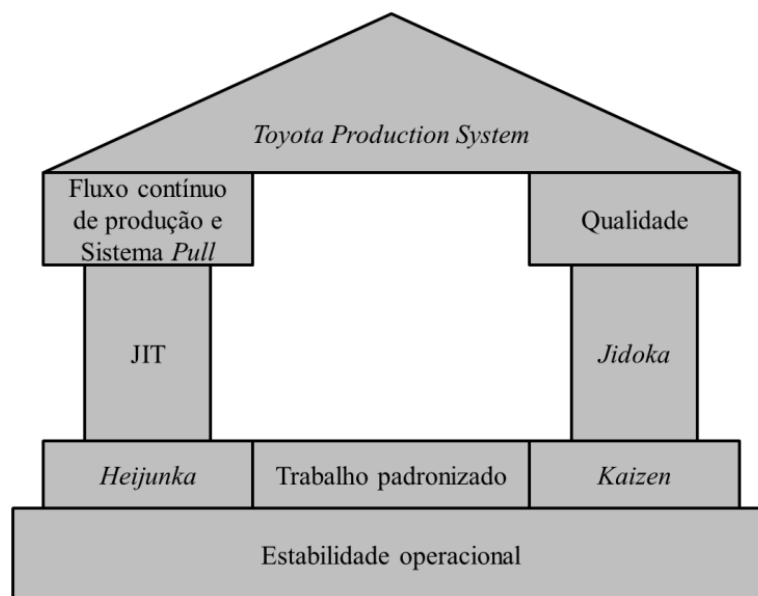 Toyota Production System
Fluxo contínuo
de produção e
Sistema Pull
Qualidade
JIT
Jidoka
Heijunka
Trabalho padronizado
Kaizen
Estabilidade operacional